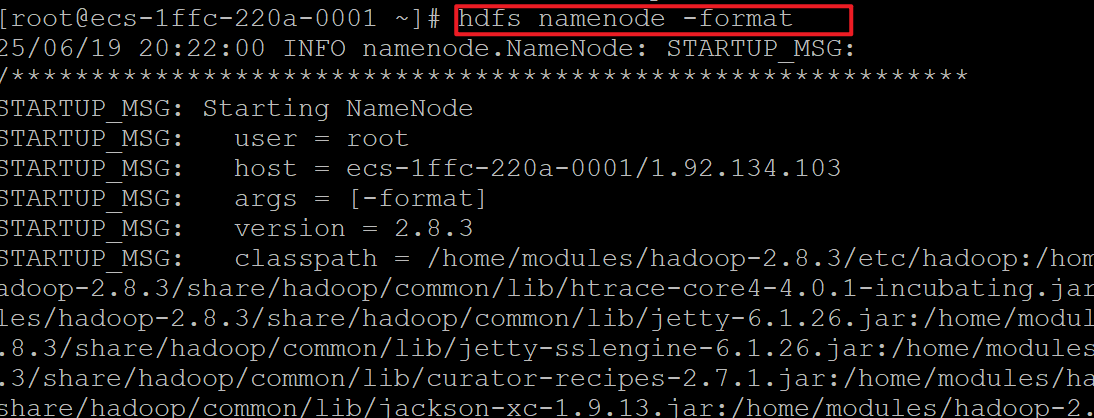 [root@ecs-1ffc-220a-0001 ~]# hdfs namenode -format
25/06/19 20:22:00 INFO namenode.NameNode: STARTUP_MSG:
/************************************************************
STARTUP_MSG: Starting NameNode
STARTUP_MSG:   user = root
STARTUP_MSG:   host = ecs-1ffc-220a-0001/1.92.134.103
STARTUP_MSG:   args = [-format]
STARTUP_MSG:   version = 2.8.3
STARTUP_MSG:   classpath = /home/modules/hadoop-2.8.3/etc/hadoop:/hom
adoop-2.8.3/share/hadoop/common/lib/htrace-core4-4.0.1-incubating.jar
les/hadoop-2.8.3/share/hadoop/common/lib/jetty-6.1.26.jar:/home/modul
.8.3/share/hadoop/common/lib/jetty-sslengine-6.1.26.jar:/home/modules
.3/share/hadoop/common/lib/curator-recipes-2.7.1.jar:/home/modules/ha
hadoop/common/lib/jackson-xc-1.9.13.jar:/home/modules/hadoop-2.